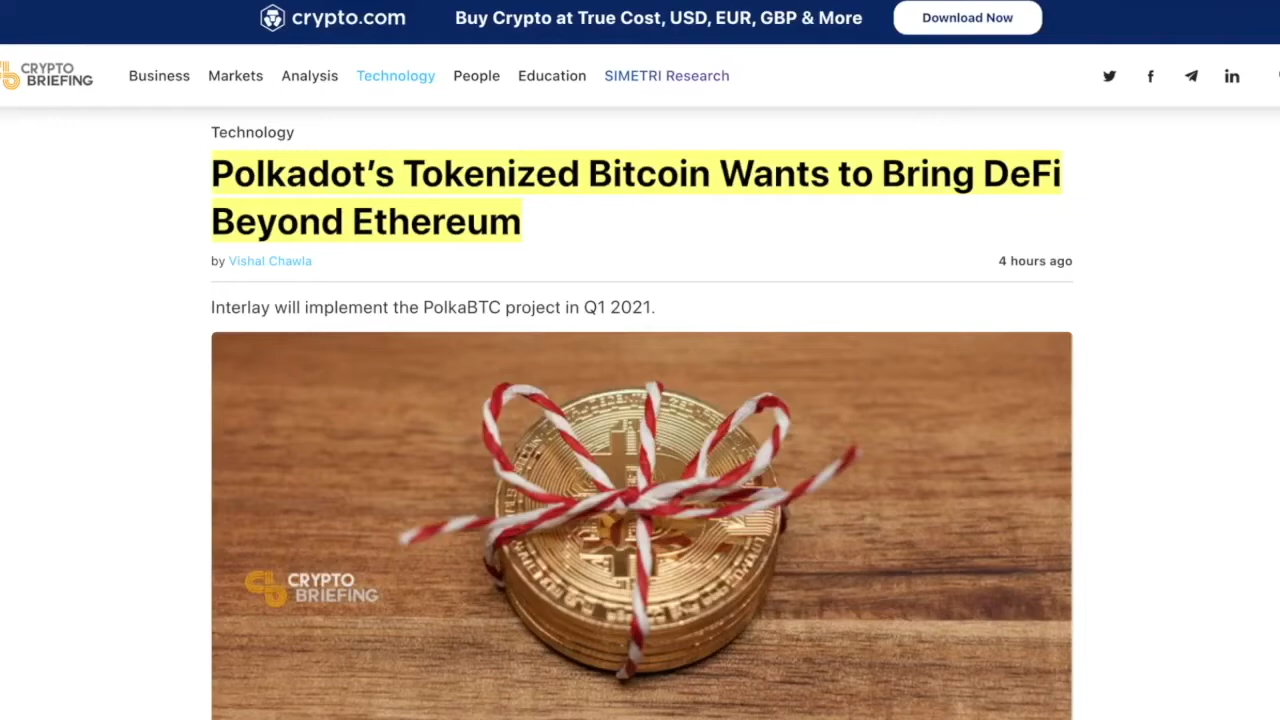 crypto.com
Buy Crypto at True Cost, USD, EUR, GBP & More
Download Now
CRYPTO
BRIEFING
Business
Markets
Analysis
Technology
People
Education
SIMETRI Research
Technology
Polkadot's Tokenized Bitcoin Wants to Bring DeFi
Beyond Ethereum
by Vishal Chawla
4 hours ago
Interlay will implement the PolkaBTC project in Q1 2021.
CRYPTO
BRIEFING